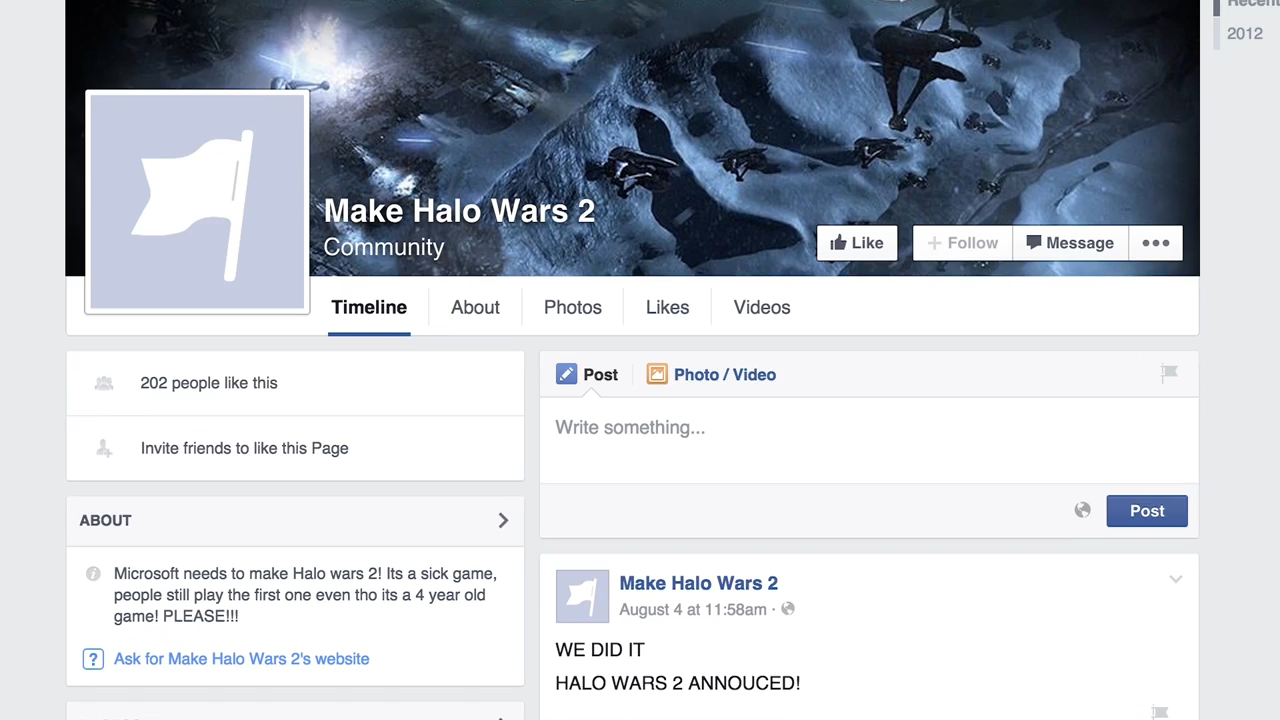 Recent
2012
Make Halo Wars 2
Community
Like
Follow
Message
Timeline
About
Photos
Likes
Videos
202 people like this
Invite friends to like this Page
ABOUT
Microsoft needs to make Halo wars 2! Its a sick game,
people still play the first one even tho its a 4 year old
game! PLEASE!!!
? Ask for Make Halo Wars 2's website
Post
Photo / Video
Write something...
Post
Make Halo Wars 2
August 4 at 11:58am ·
WE DID IT
HALO WARS 2 ANNOUCED!